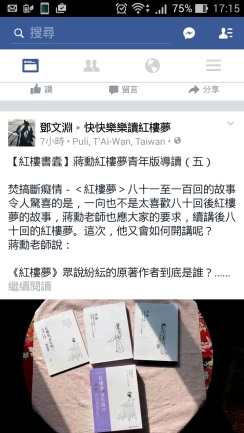 75% 17:15
搜尋
讚 留言 分享
鄧文淵 ▸ 快快樂樂讀紅樓夢
7小時・Puli, T'Ai-Wan, Taiwan・
【紅樓書蠹】蔣勳紅樓夢青年版導讀（五）
焚搞斷癡情－＜紅樓夢＞八十一至一百回的故事
令人驚喜的是，一向也不是太喜歡八十回後紅樓
夢的故事，蔣勳老師也應大家的要求，續講後八
十回的紅樓夢。這次，他又會如何開講呢？
蔣勳老師說：
《紅樓夢》眾說紛紜的原著作者到底是誰？......
繼續閱讀
紅樓夢